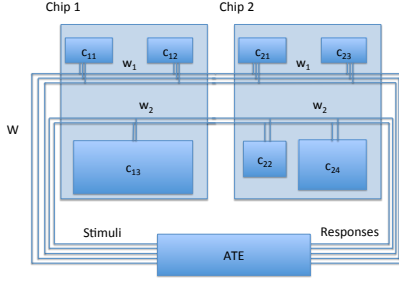 Chip 1 Chip 2
c11 c12 c21 c23
w1 w1
w2 w2
W
c13 c22 c24
Stimuli Responses
ATE